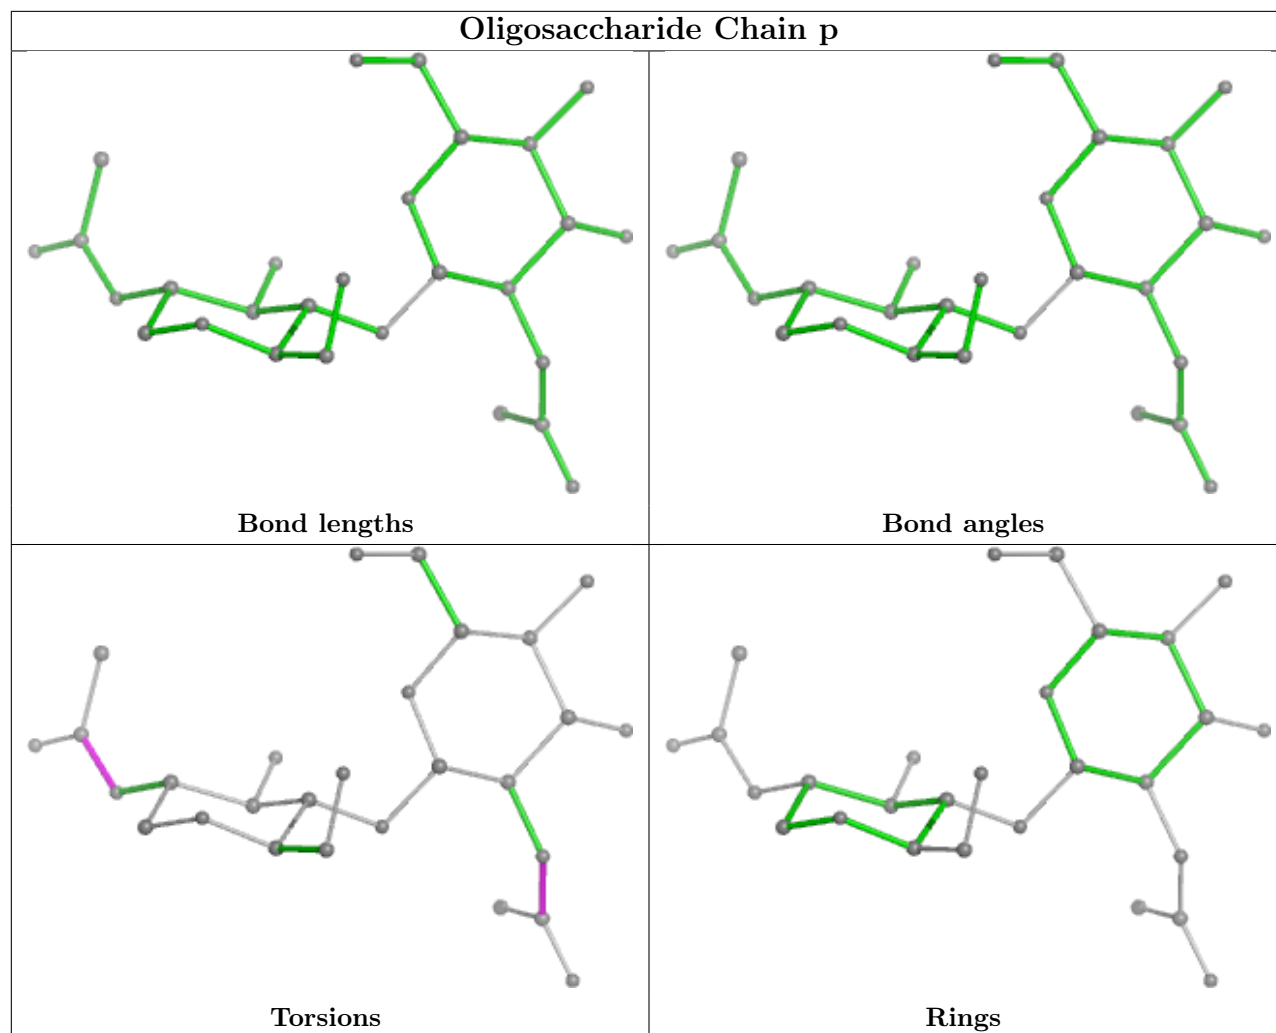 Oligosaccharide Chain p
Bond lengths
Bond angles
Torsions
Rings